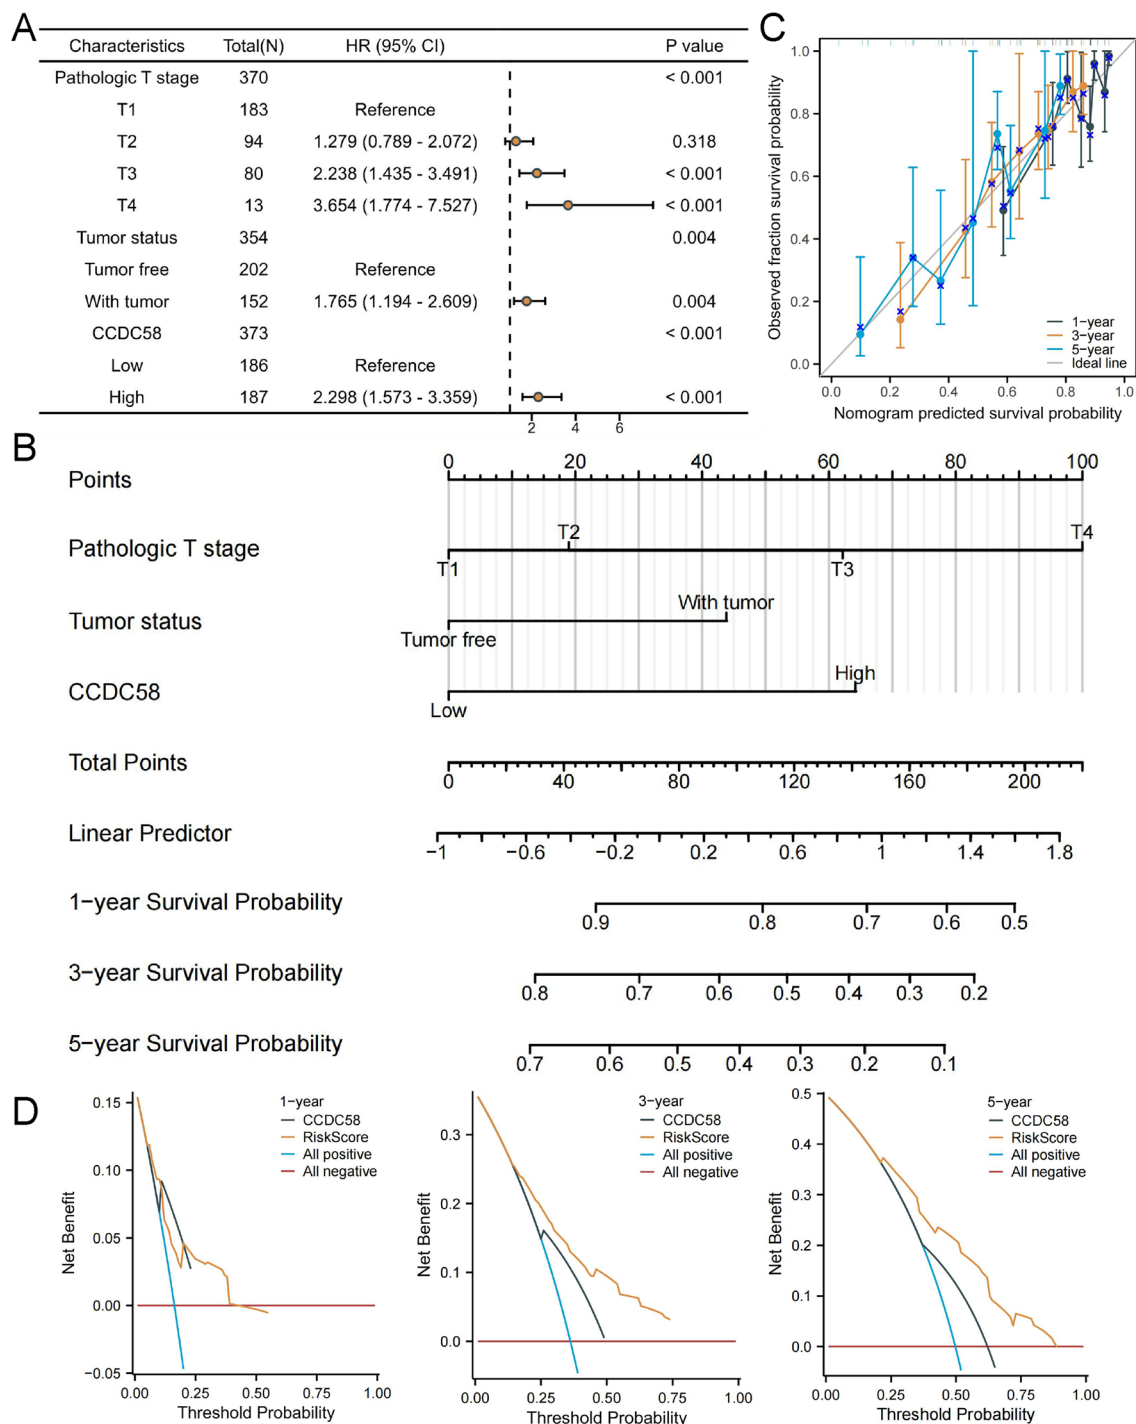 A
Characteristics Total(N) HR (95% CI) P value
Pathologic T stage 370 < 0.001
T1 183 Reference
T2 94 1.279 (0.789 - 2.072) 0.318
T3 80 2.238 (1.435 - 3.491) < 0.001
T4 13 3.654 (1.774 - 7.527) < 0.001
Tumor status 354 0.004
Tumor free 202 Reference
With tumor 152 1.765 (1.194 - 2.609) 0.004
CCDC58 373 < 0.001
Low 186 Reference
High 187 2.298 (1.573 - 3.359) < 0.001
2 4 6
C
Observed fraction survival probability
1.0
0.8
0.6
0.4
0.2
0.0
1-year
3-year
5-year
Ideal line
0.0 0.2 0.4 0.6 0.8 1.0
Nomogram predicted survival probability
B
Points
0 20 40 60 80 100
Pathologic T stage
T2 T4
T1 T3
Tumor status
With tumor
Tumor free
CCDC58
High
Low
Total Points
0 40 80 120 160 200
Linear Predictor
−1 −0.6 −0.2 0.2 0.6 1 1.4 1.8
1−year Survival Probability
0.9 0.8 0.7 0.6 0.5
3−year Survival Probability
0.8 0.7 0.6 0.5 0.4 0.3 0.2
5−year Survival Probability
0.7 0.6 0.5 0.4 0.3 0.2 0.1
D
Net Benefit
0.15
0.10
0.05
0.00
−0.05
1-year
CCDC58
RiskScore
All positive
All negative
0.00 0.25 0.50 0.75 1.00
Threshold Probability
Net Benefit
0.3
0.2
0.1
0.0
3-year
CCDC58
RiskScore
All positive
All negative
0.00 0.25 0.50 0.75 1.00
Threshold Probability
Net Benefit
0.5
0.4
0.3
0.2
0.1
0.0
5-year
CCDC58
RiskScore
All positive
All negative
0.00 0.25 0.50 0.75 1.00
Threshold Probability